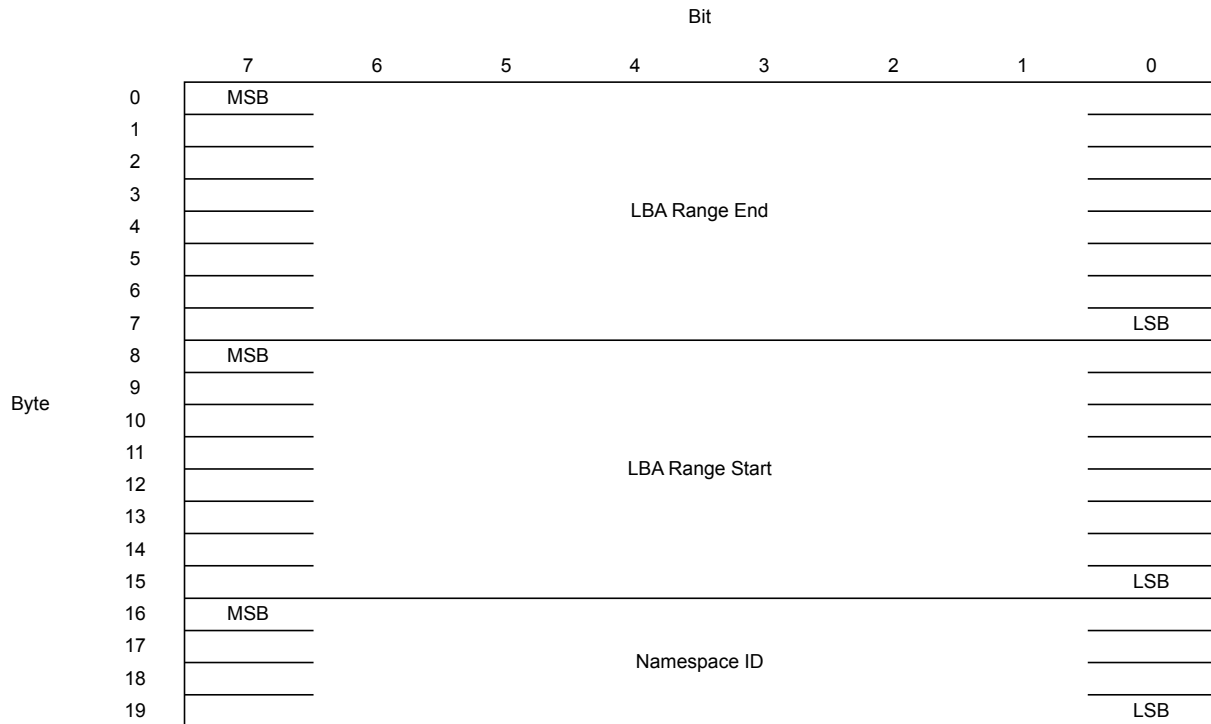 Bit
7 6 5 4 3 2 1 0
0 MSB
1
2
3
LBA Range End
4
5
6
7 LSB
8 MSB
9
Byte
10
11
LBA Range Start
12
13
14
15 LSB
16 MSB
17
Namespace ID
18
19 LSB